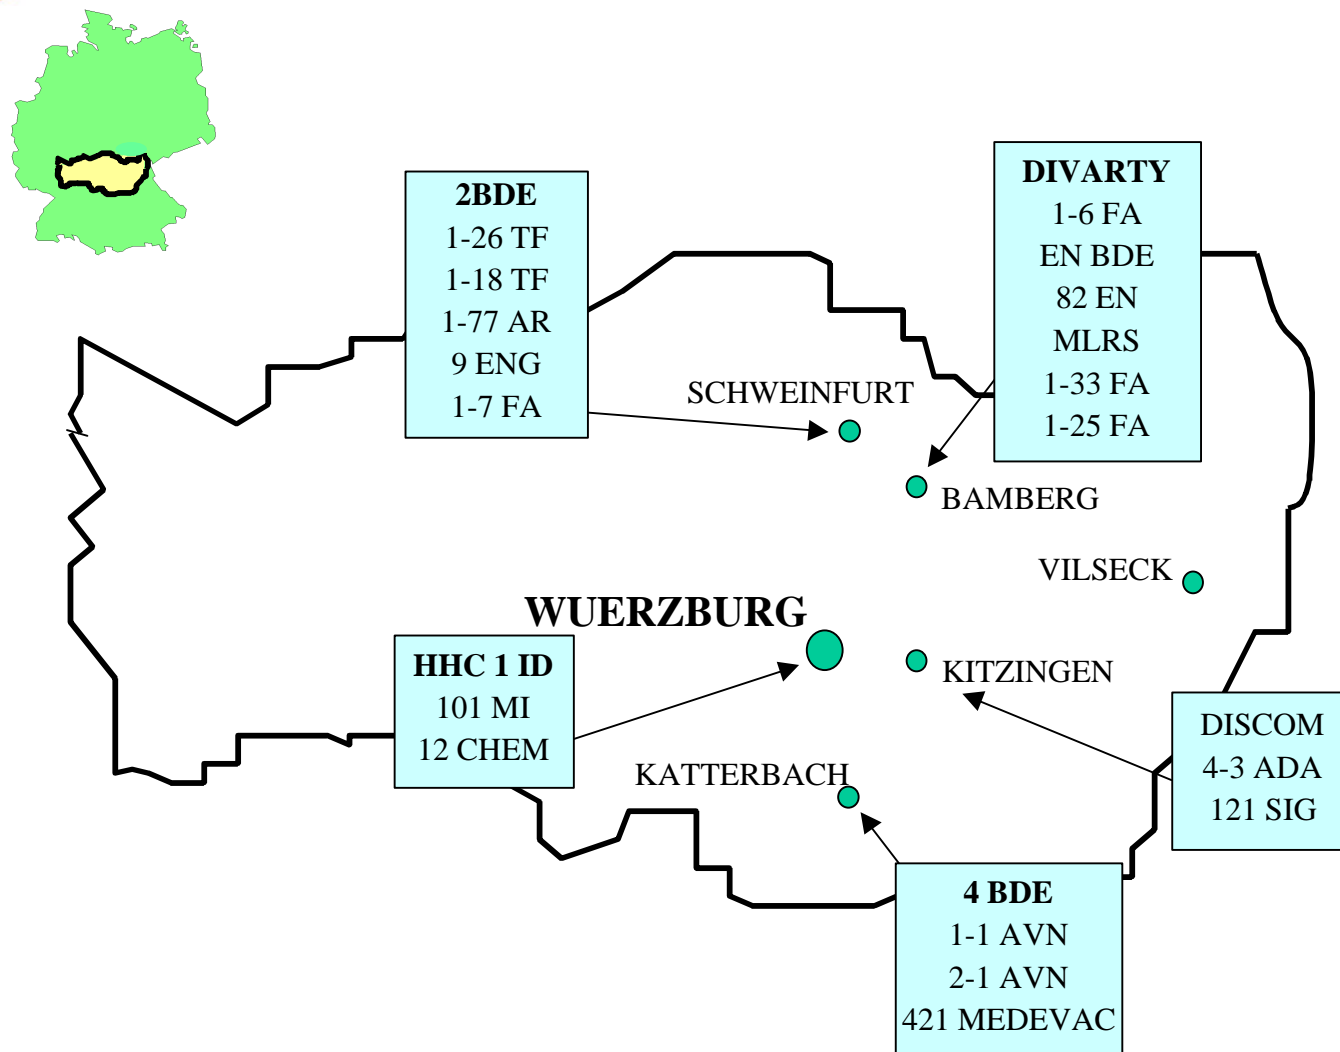 2BDE
1-26 TF
1-18 TF
1-77 AR
9 ENG
1-7 FA
DIVARTY
1-6 FA
EN BDE
82 EN
MLRS
1-33 FA
1-25 FA
SCHWEINFURT
BAMBERG
VILSECK
WUERZBURG
HHC 1 ID
101 MI
12 CHEM
KITZINGEN
DISCOM
4-3 ADA
121 SIG
KATTERBACH
4 BDE
1-1 AVN
2-1 AVN
421 MEDEVAC